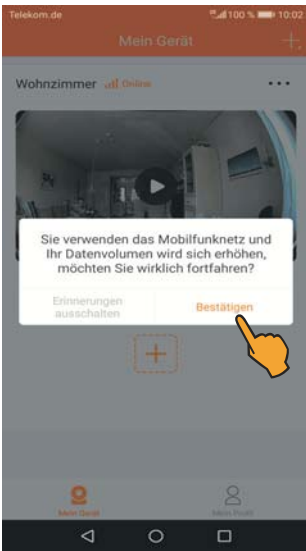 Telekom.de 100 % 10:02
Mein Gerät
Wohnzimmer Online
Sie verwenden das Mobilfunknetz und
Ihr Datenvolumen wird sich erhöhen,
möchten Sie wirklich fortfahren?
Erinnerungen
ausschalten
Bestätigen
Mein Gerät Mein Profil